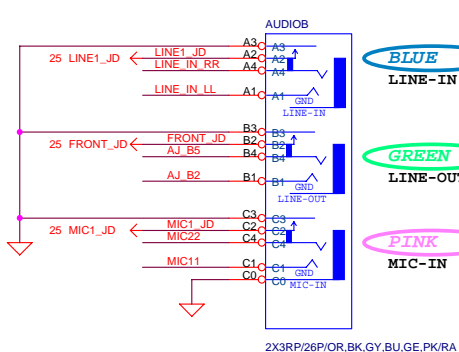 AUDIOB
A3 A3
25 LINE1_JD LINE1_JD A2 A2
LINE_IN_RR A4 A4
LINE_IN_LL A1 A1
GND
LINE-IN
BLUE
LINE-IN
B3 B3
25 FRONT_JD FRONT_JD B2 B2
AJ_B5 B4 B4
AJ_B2 B1 B1
GND
LINE-OUT
GREEN
LINE-OUT
C3 C3
25 MIC1_JD MIC1_JD C2 C2
MIC22 C4 C4
MIC11 C1 C1
GND
C0 C0
MIC-IN
PINK
MIC-IN
2X3RP/26P/OR,BK,GY,BU,GE,PK/RA